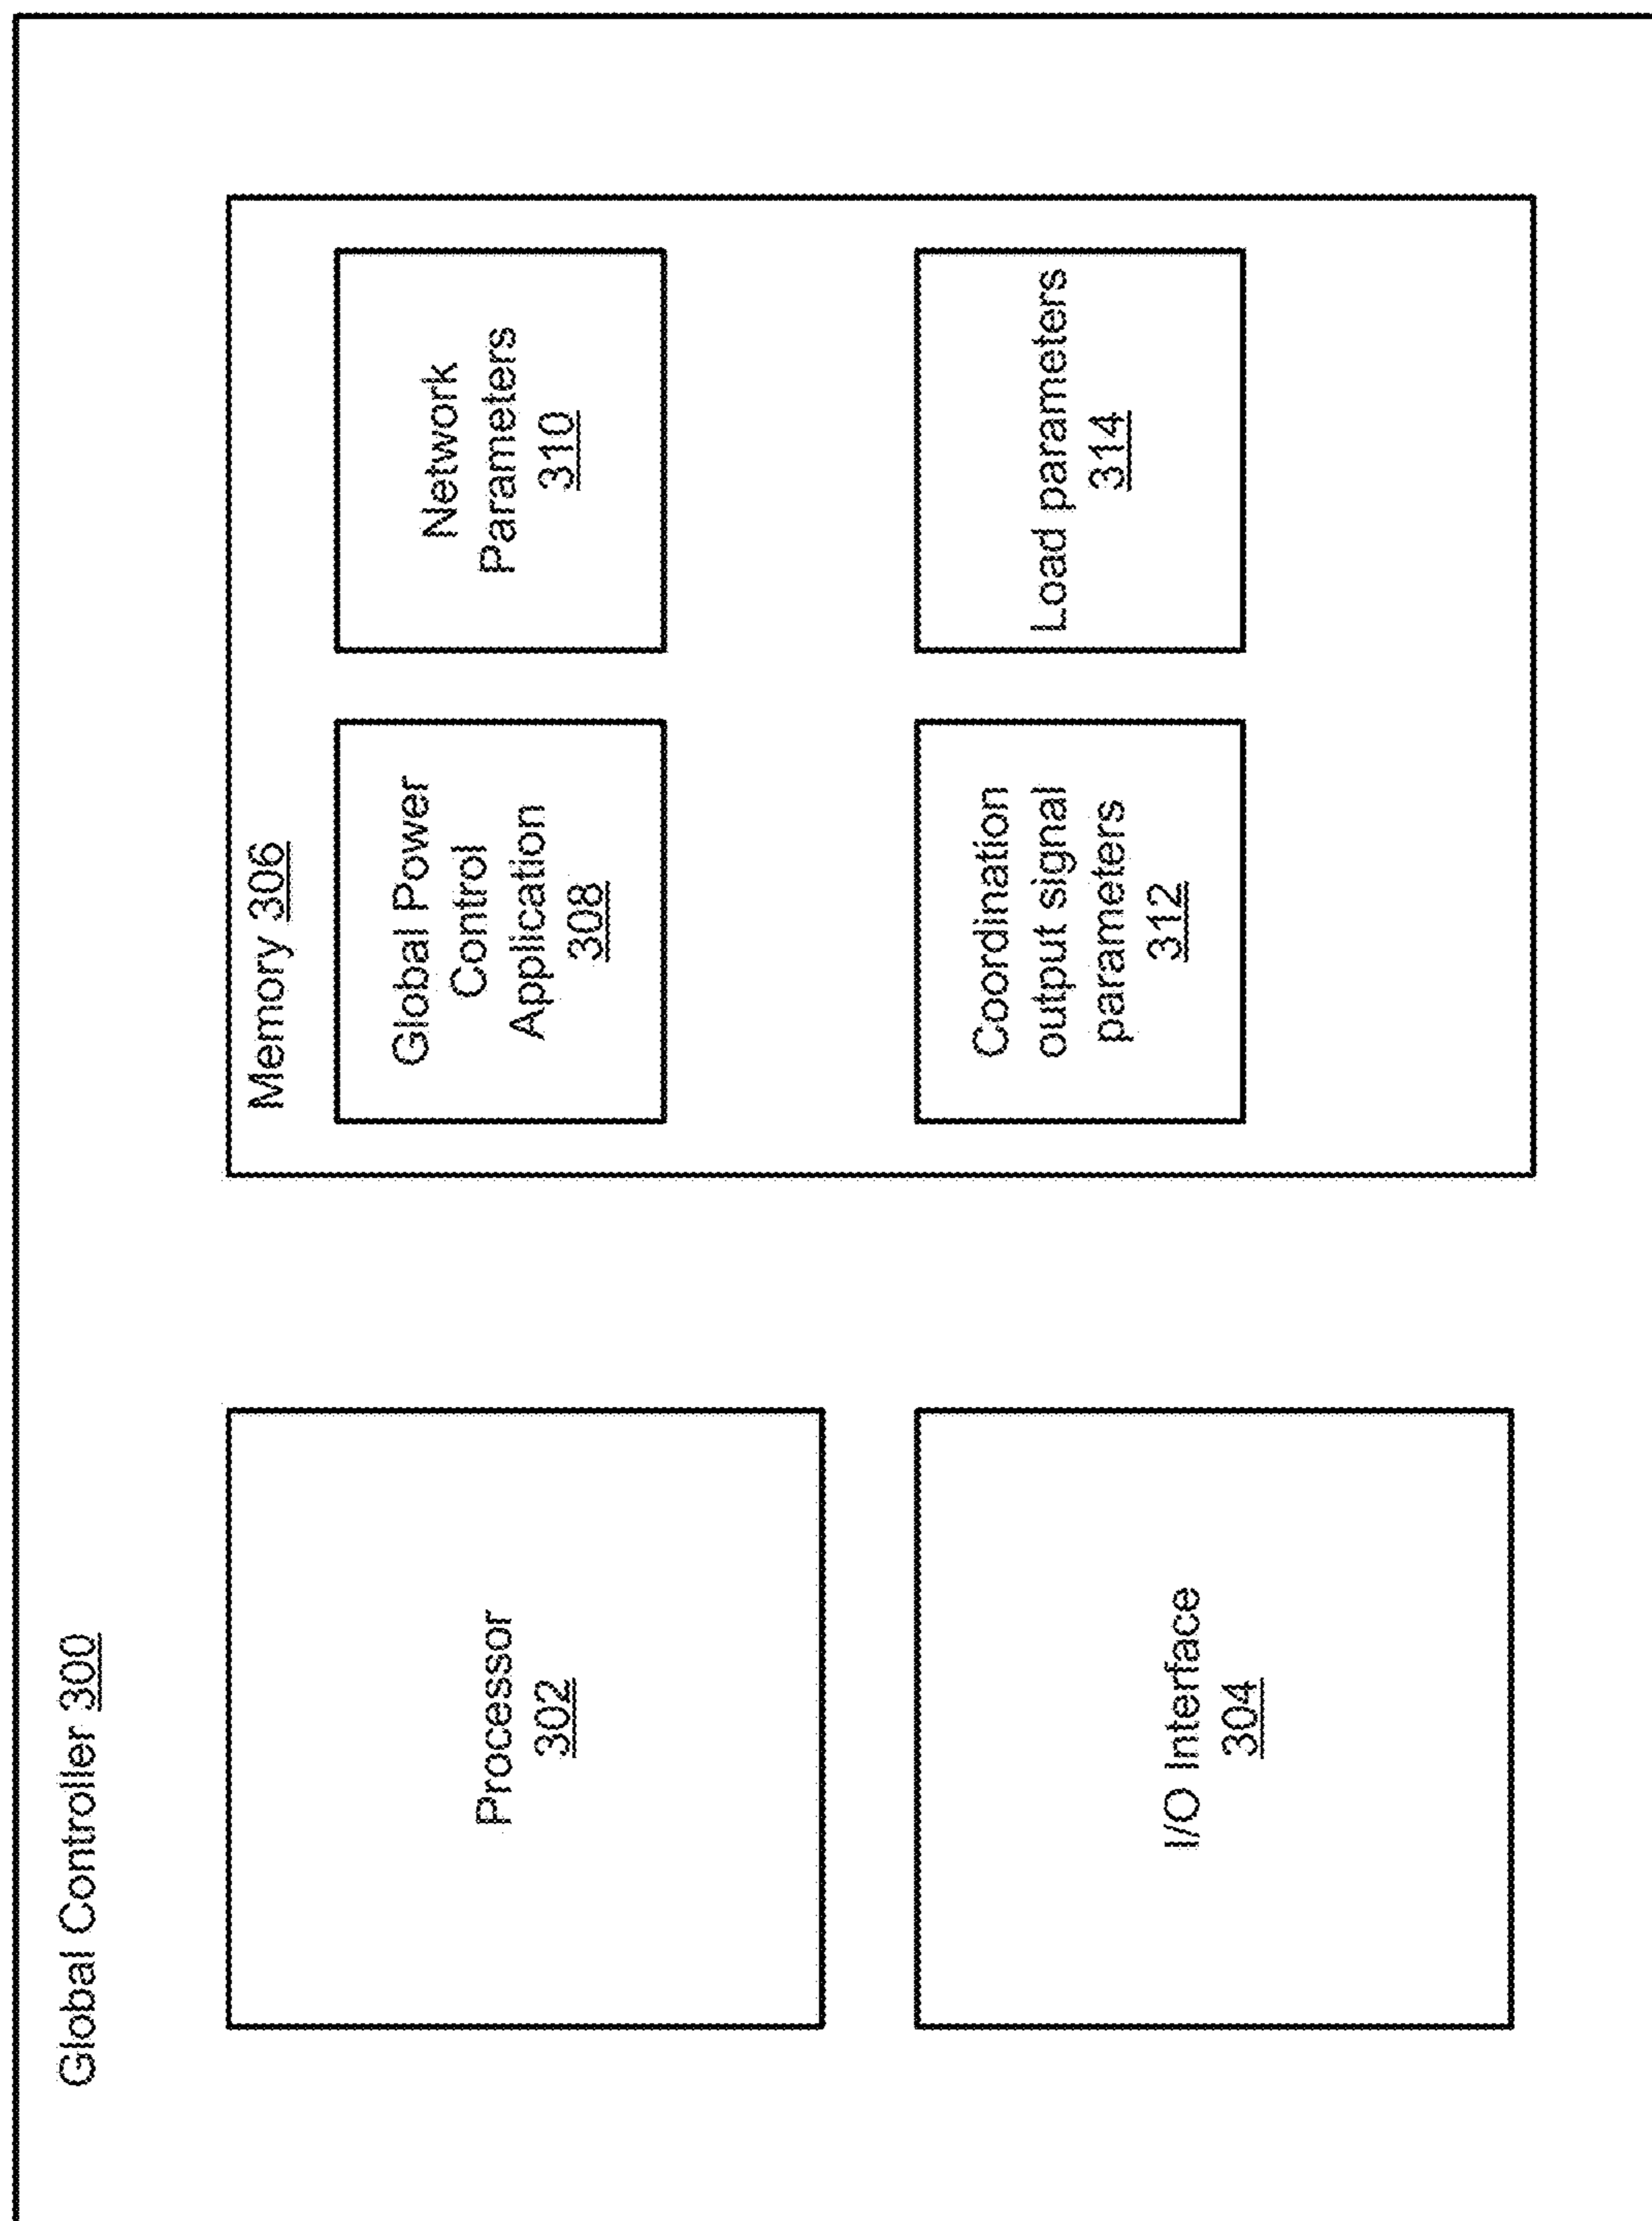 Global Controller 300
Processor
302
I/O Interface
304
Memory 306
Global Power
Control
Application
308
Network
Parameters
310
Coordination
output signal
parameters
312
Load parameters
314